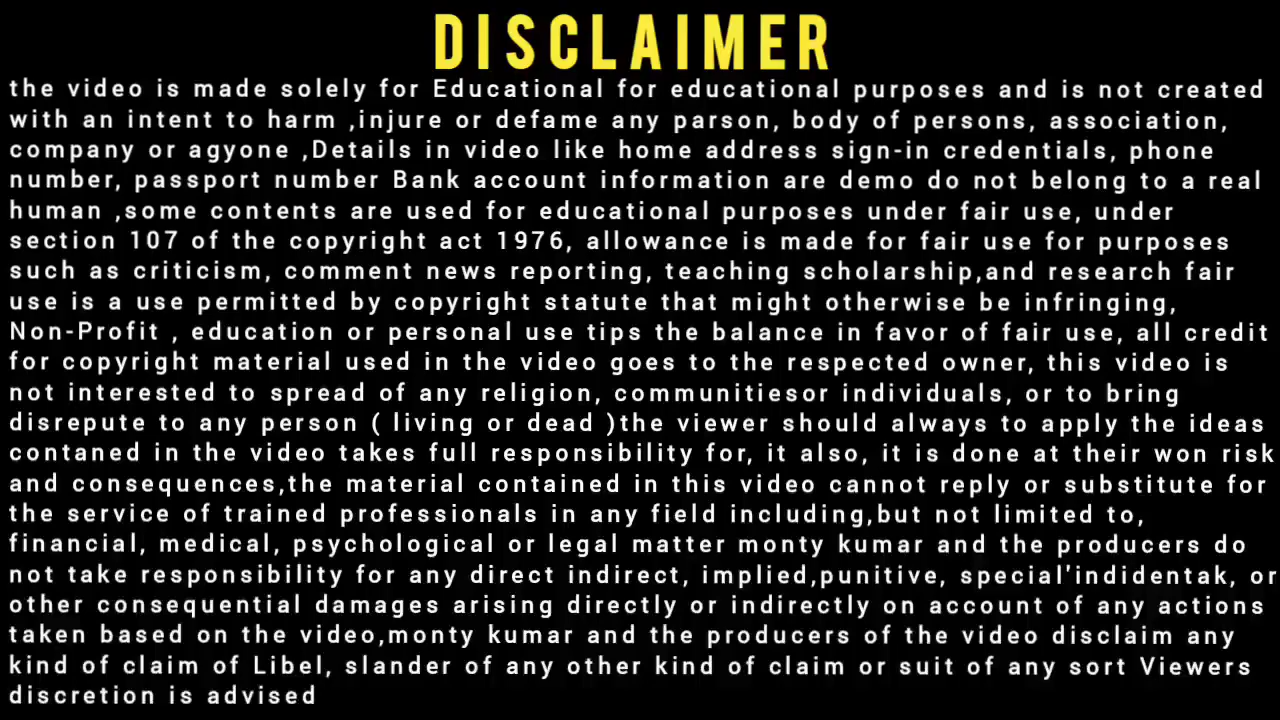 DISCLAIMER
the video is made solely for Educational for educational purposes and is not created
with an intent to harm ,injure or defame any parson, body of persons, association,
company or agyone ,Details in video like home address sign-in credentials, phone
number, passport number Bank account information are demo do not belong to a real
human ,some contents are used for educational purposes under fair use, under
section 107 of the copyright act 1976, allowance is made for fair use for purposes
such as criticism, comment news reporting, teaching scholarship,and research fair
use is a use permitted by copyright statute that might otherwise be infringing,
Non-Profit , education or personal use tips the balance in favor of fair use, all credit
for copyright material used in the video goes to the respected owner, this video is
not interested to spread of any religion, communitiesor individuals, or to bring
disrepute to any person ( living or dead )the viewer should always to apply the ideas
contaned in the video takes full responsibility for, it also, it is done at their won risk
and consequences,the material contained in this video cannot reply or substitute for
the service of trained professionals in any field including,but not limited to,
financial, medical, psychological or legal matter monty kumar and the producers do
not take responsibility for any direct indirect, implied,punitive, special'indidentak, or
other consequential damages arising directly or indirectly on account of any actions
taken based on the video,monty kumar and the producers of the video disclaim any
kind of claim of Libel, slander of any other kind of claim or suit of any sort Viewers
discretion is advised